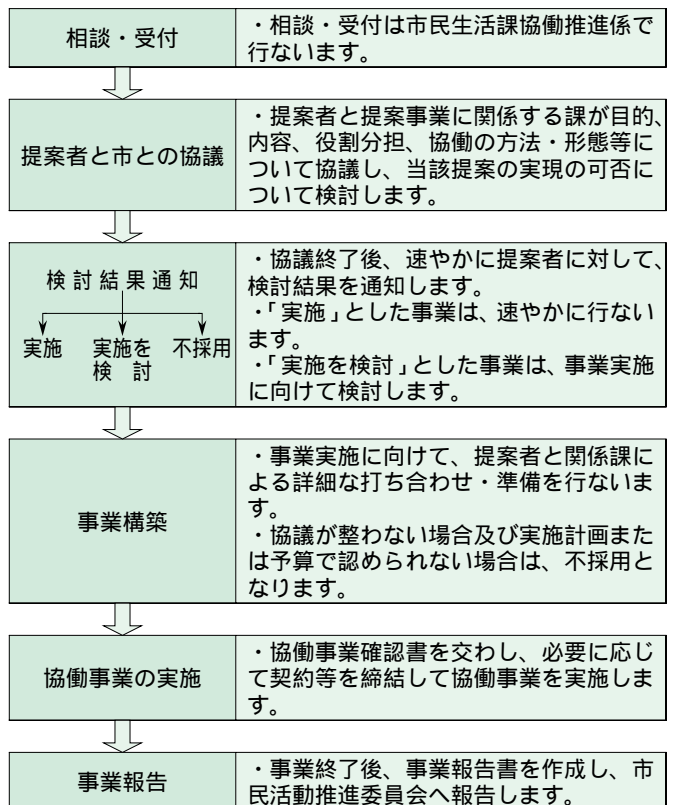 相談・受付
・相談・受付は市民生活課協働推進係で
行ないます。
提案者と市との協議
・提案者と提案事業に関係する課が目的、
内容、役割分担、協働の方法・形態等に
ついて協議し、当該提案の実現の可否に
ついて検討します。
検討結果通知
実施
実施を
検討
不採用
・協議終了後、速やかに提案者に対して、
検討結果を通知します。
・「実施」とした事業は、速やかに行ない
ます。
・「実施を検討」とした事業は、事業実施
に向けて検討します。
事業構築
・事業実施に向けて、提案者と関係課に
よる詳細な打ち合わせ・準備を行ないま
す。
・協議が整わない場合及び実施計画また
は予算で認められない場合は、不採用と
なります。
協働事業の実施
・協働事業確認書を交わし、必要に応じ
て契約等を締結して協働事業を実施しま
す。
事業報告
・事業終了後、事業報告書を作成し、市
民活動推進委員会へ報告します。